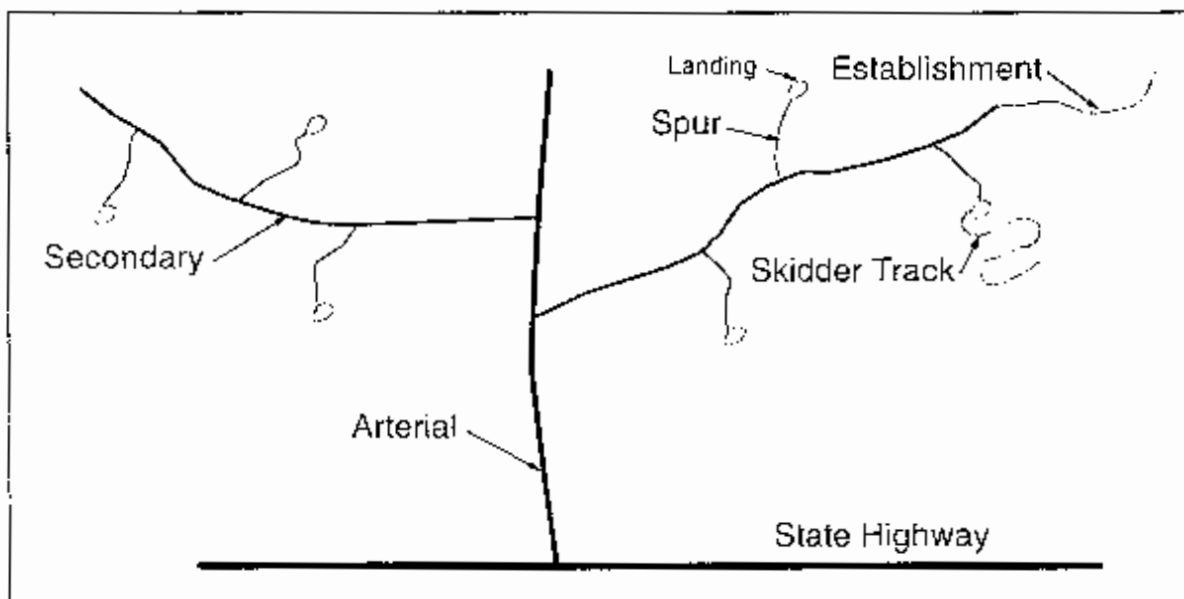 Landing
Establishment
Spur
Secondary
Skidder Track
Arterial
State Highway